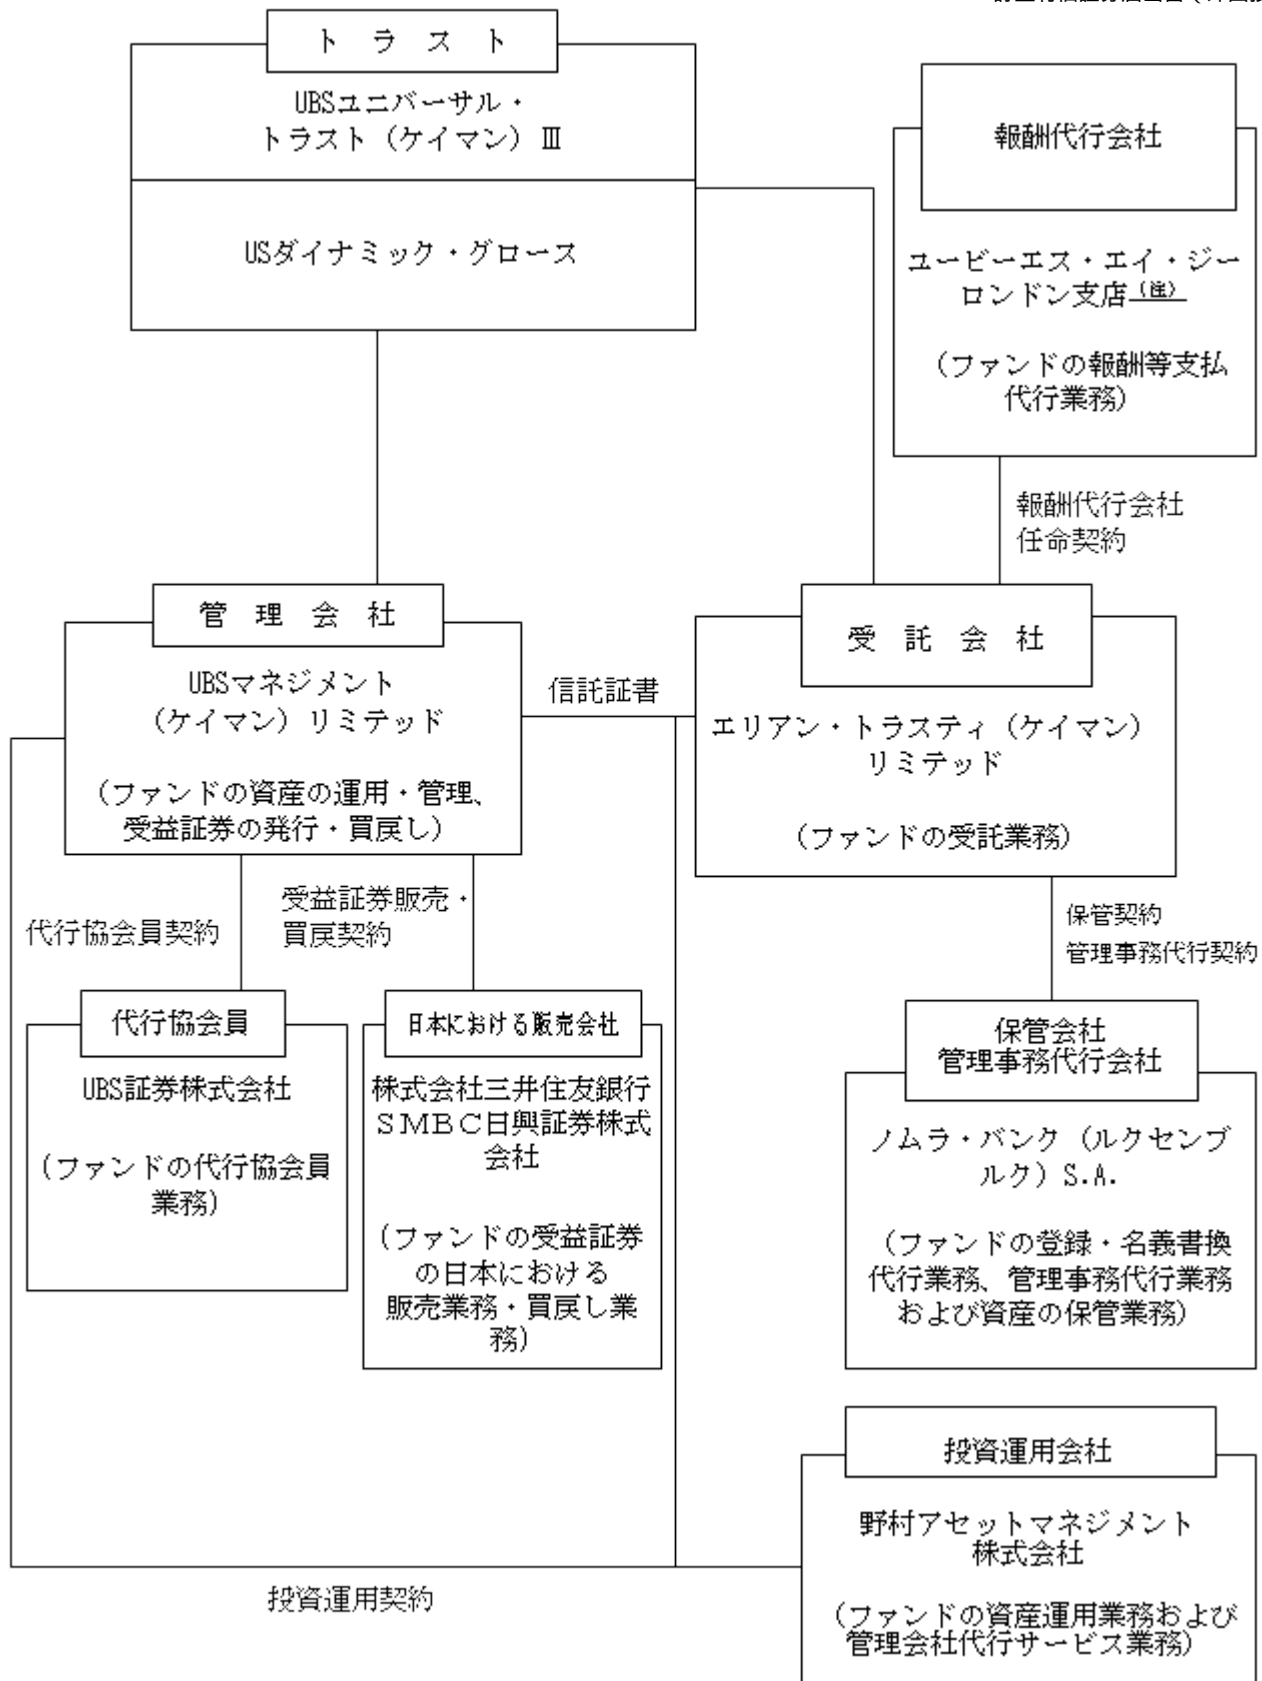 ト ラ ス ト
UBSユニバーサル・
トラスト（ケイマン）Ⅲ
USダイナミック・グロース
報酬代行会社
ユービーエス・エイ・ジー
ロンドン支店（注）
（ファンドの報酬等支払
代行業務）
報酬代行会社
任命契約
管 理 会 社
UBSマネジメント
（ケイマン）リミテッド
（ファンドの資産の運用・管理、
受益証券の発行・買戻し）
信託証書
受 託 会 社
エリアン・トラスティ（ケイマン）
リミテッド
（ファンドの受託業務）
代行協会員契約
受益証券販売・
買戻契約
保管契約
管理事務代行契約
代行協会員
UBS証券株式会社
（ファンドの代行協会員
業務）
日本における販売会社
株式会社三井住友銀行
ＳＭＢＣ日興証券株式
会社
（ファンドの受益証券
の日本における
販売業務・買戻し業
務）
保管会社
管理事務代行会社
ノムラ・バンク（ルクセンブ
ルク）S.A.
（ファンドの登録・名義書換
代行業務、管理事務代行業務
および資産の保管業務）
投資運用会社
野村アセットマネジメント
株式会社
（ファンドの資産運用業務および
管理会社代行サービス業務）
投資運用契約